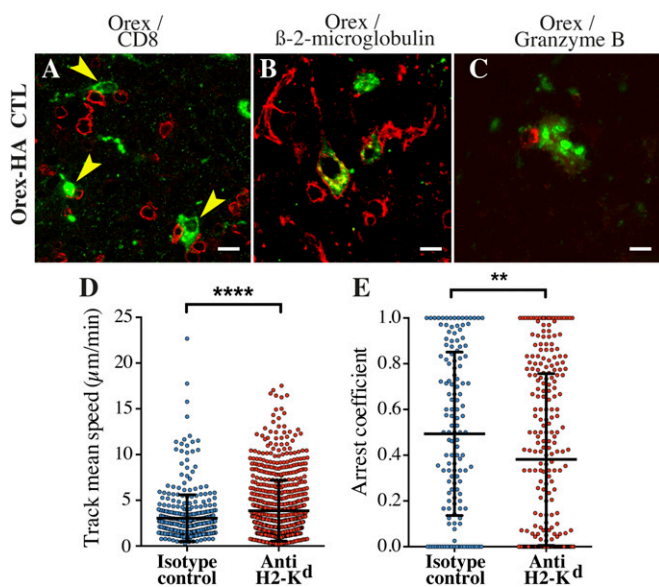 Orex / CD8
Orex / ß-2-microglobulin
Orex / Granzyme B
Orex-HA CTL
A
B
C
D
****
Track mean speed (µm/min)
25
20
15
10
5
0
Isotype control
Anti H2-Kᵈ
E
**
Arrest coefficient
1.0
0.8
0.6
0.4
0.2
0.0
Isotype control
Anti H2-Kᵈ